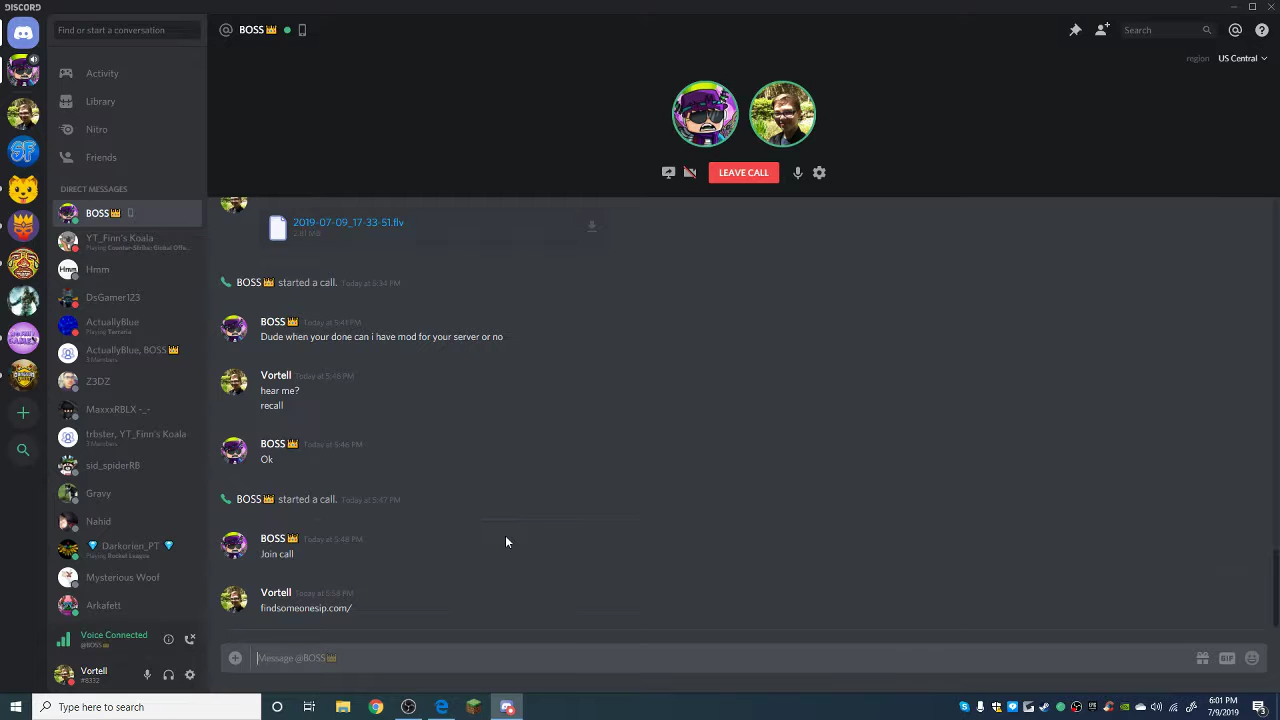 DISCORD
Find or start a conversation
@ BOSS
Search
region US Central
Activity
Library
Nitro
Friends
LEAVE CALL
DIRECT MESSAGES
BOSS
YT_Finn's Koala
Playing Counter-Strike: Global Offe...
Hmm
Hmm
DsGamer123
ActuallyBlue
Playing Terraria
ActuallyBlue, BOSS
3 Members
Z3DZ
MaxxxRBLX -_-
trbster, YT_Finn's Koala
3 Members
sid_spiderRB
Gravy
Nahid
Darkorien_PT
Playing Rocket League
Mysterious Woof
Arkafett
Voice Connected
@BOSS
Vortell
#8332
2019-07-09_17-33-51.flv
2.81 MB
BOSS started a call. Today at 5:34 PM
BOSS Today at 5:41 PM
Dude when your done can i have mod for your server or no
Vortell Today at 5:46 PM
hear me?
recall
BOSS Today at 5:46 PM
Ok
BOSS started a call. Today at 5:47 PM
BOSS Today at 5:48 PM
Join call
Vortell Today at 5:58 PM
findsomeonesip.com/
Message @BOSS
GIF
Type here to search
6:01 PM
7/9/2019